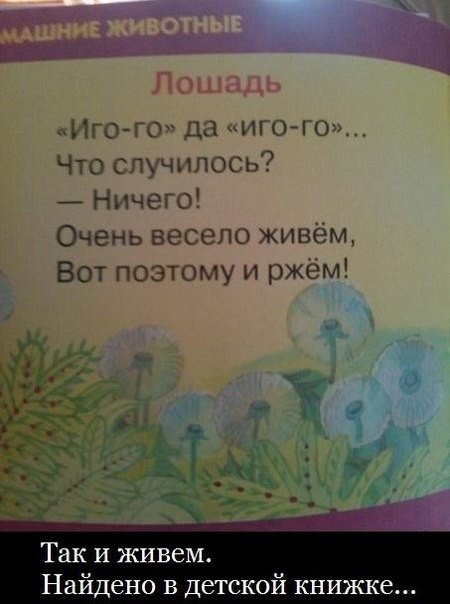 МАШНИЕ ЖИВОТНЫЕ
Лошадь
«Иго-го» да «иго-го»...
Что случилось?
— Ничего!
Очень весело живём,
Вот поэтому и ржём!
Так и живем.
Найдено в детской книжке...